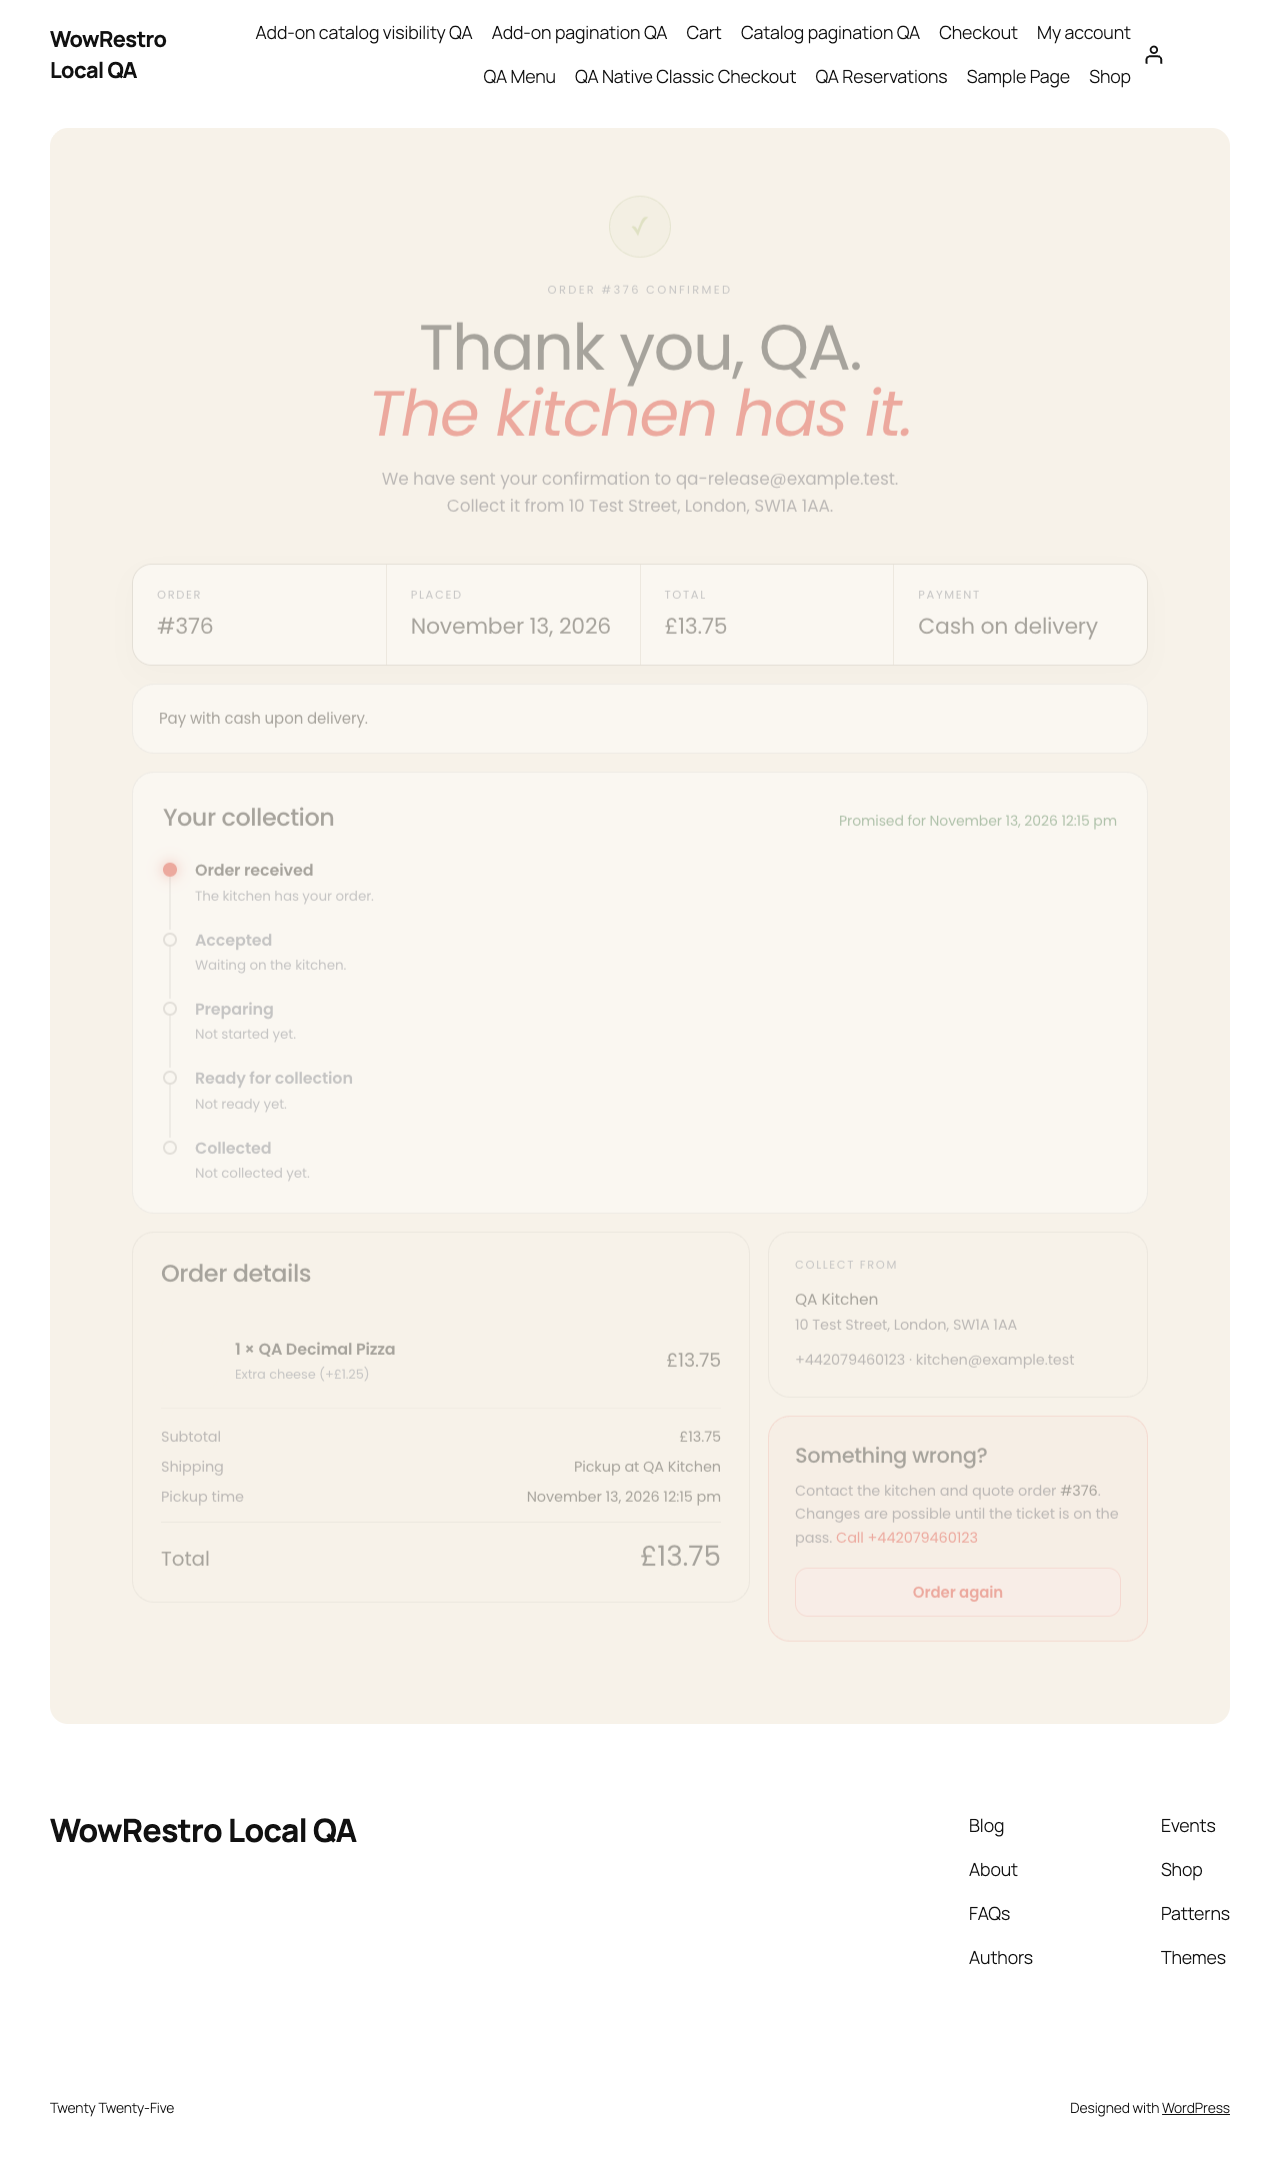 WowRestro
Local QA
Add-on catalog visibility QA Add-on pagination QA Cart Catalog pagination QA Checkout My account
QA Menu QA Native Classic Checkout QA Reservations Sample Page Shop
ORDER #376 CONFIRMED
Thank you, QA.
The kitchen has it.
We have sent your confirmation to qa-release@example.test.
Collect it from 10 Test Street, London, SW1A 1AA.
ORDER PLACED TOTAL PAYMENT
#376 November 13, 2026 £13.75 Cash on delivery
Pay with cash upon delivery.
Your collection
Promised for November 13, 2026 12:15 pm
Order received
The kitchen has your order.
Accepted
Waiting on the kitchen.
Preparing
Not started yet.
Ready for collection
Not ready yet.
Collected
Not collected yet.
Order details
1 × QA Decimal Pizza
Extra cheese (+£1.25)
£13.75
Subtotal £13.75
Shipping Pickup at QA Kitchen
Pickup time November 13, 2026 12:15 pm
Total £13.75
COLLECT FROM
QA Kitchen
10 Test Street, London, SW1A 1AA
+442079460123 · kitchen@example.test
Something wrong?
Contact the kitchen and quote order #376.
Changes are possible until the ticket is on the
pass. Call +442079460123
Order again
WowRestro Local QA
Blog
About
FAQs
Authors
Events
Shop
Patterns
Themes
Twenty Twenty-Five
Designed with WordPress